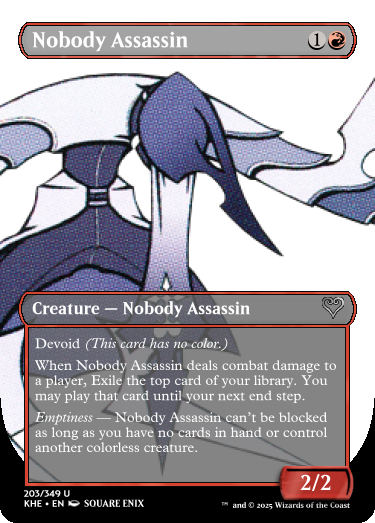 Nobody Assassin 1
Creature — Nobody Assassin
Devoid (This card has no color.)
When Nobody Assassin deals combat damage to
a player, Exile the top card of your library. You
may play that card until your next end step.
Emptiness — Nobody Assassin can't be blocked
as long as you have no cards in hand or control
another colorless creature.
2/2
203/349 U
KHE • EN SQUARE ENIX
™ and © 2025 Wizards of the Coast